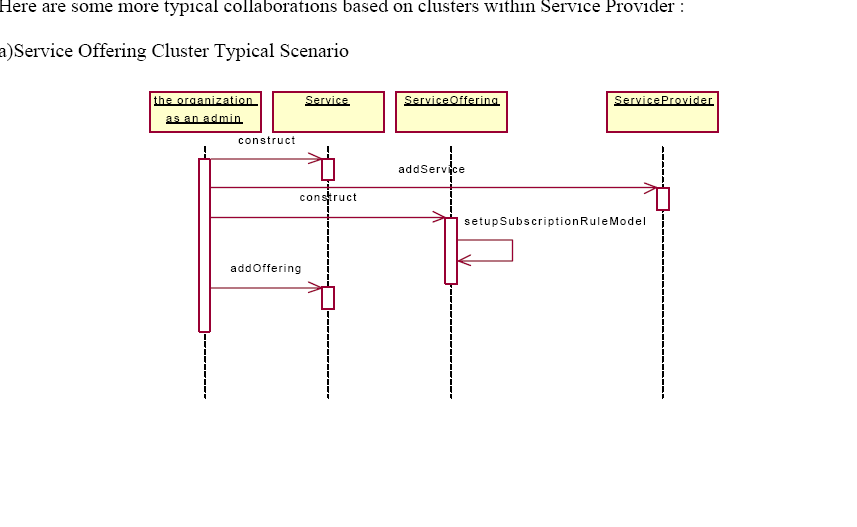 Here are some more typical collaborations based on clusters within Service Provider :
a)Service Offering Cluster Typical Scenario
the organization
as an admin
Service
ServiceOffering
ServiceProvider
construct
addService
construct
setupSubscriptionRuleModel
addOffering